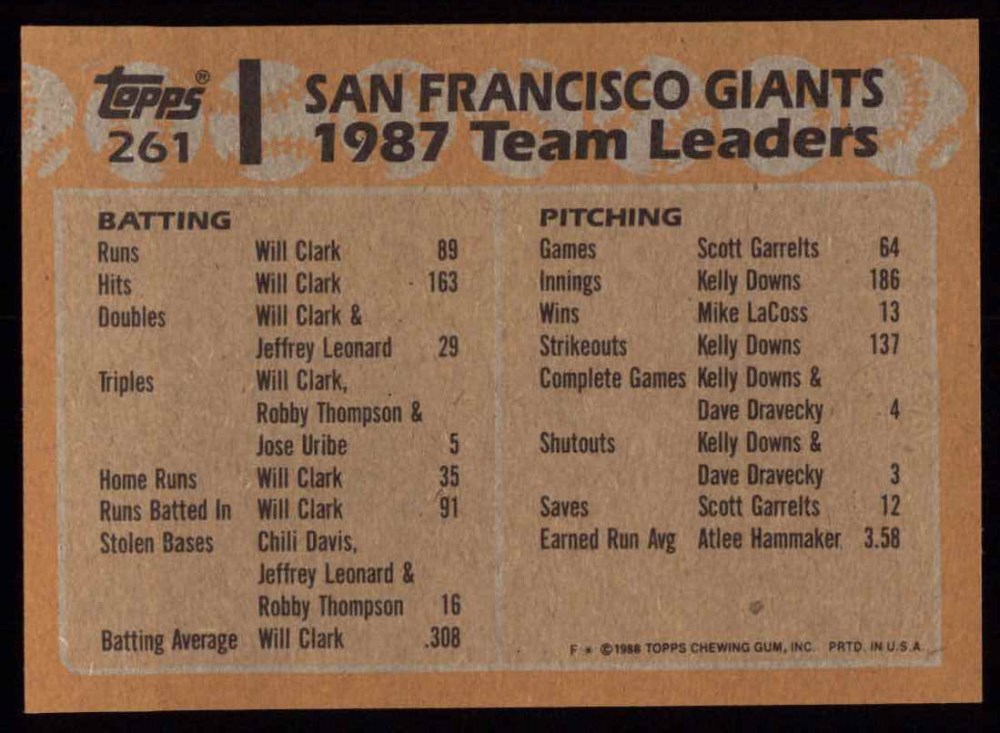 Topps®
261
SAN FRANCISCO GIANTS
1987 Team Leaders
BATTING
Runs Will Clark 89
Hits Will Clark 163
Doubles Will Clark &
Jeffrey Leonard 29
Triples Will Clark,
Robby Thompson &
Jose Uribe 5
Home Runs Will Clark 35
Runs Batted In Will Clark 91
Stolen Bases Chili Davis,
Jeffrey Leonard &
Robby Thompson 16
Batting Average Will Clark .308
PITCHING
Games Scott Garrelts 64
Innings Kelly Downs 186
Wins Mike LaCoss 13
Strikeouts Kelly Downs 137
Complete Games Kelly Downs &
Dave Dravecky 4
Shutouts Kelly Downs &
Dave Dravecky 3
Saves Scott Garrelts 12
Earned Run Avg Atlee Hammaker 3.58
F * ©1988 TOPPS CHEWING GUM, INC. PRTD. IN U.S.A.